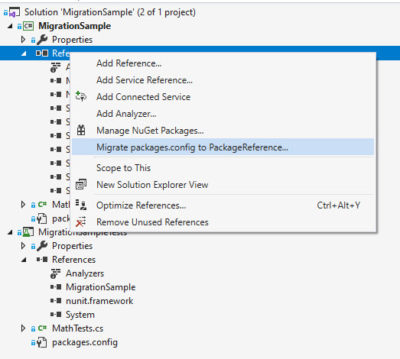 Solution 'MigrationSample' (2 of 1 project)
MigrationSample
Properties
Refe
Add Reference...
Add Service Reference...
Add Connected Service
Add Analyzer...
Manage NuGet Packages...
Migrate packages.config to PackageReference...
Scope to This
New Solution Explorer View
Optimize References... Ctrl+Alt+Y
Remove Unused References
A
M
N
S
S
S
S
S
Math
pack
MigrationSampleTests
Properties
References
Analyzers
MigrationSample
nunit.framework
System
MathTests.cs
packages.config